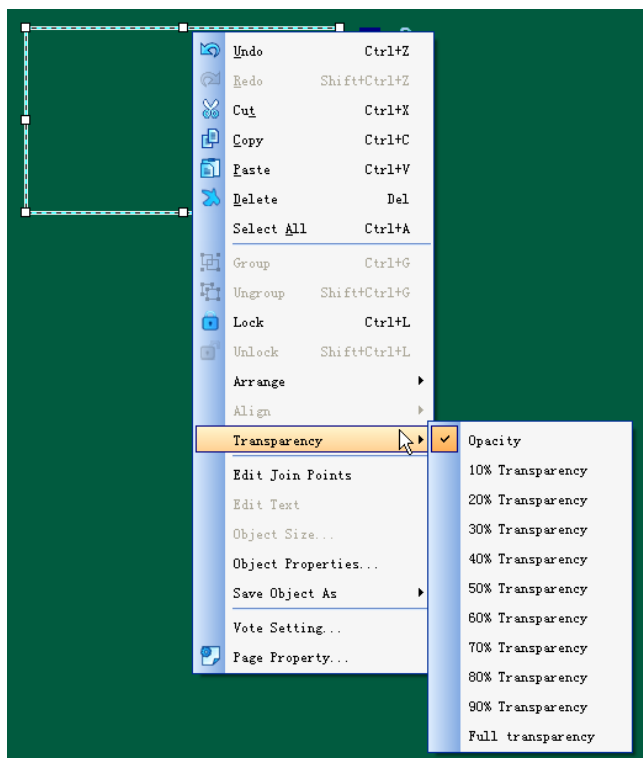 Undo Ctrl+Z
Redo Shift+Ctrl+Z
Cut Ctrl+X
Copy Ctrl+C
Paste Ctrl+V
Delete Del
Select All Ctrl+A
Group Ctrl+G
Ungroup Shift+Ctrl+G
Lock Ctrl+L
Unlock Shift+Ctrl+L
Arrange
Align
Transparency
Edit Join Points
Edit Text
Object Size...
Object Properties...
Save Object As
Vote Setting...
Page Property...
Opacity
10% Transparency
20% Transparency
30% Transparency
40% Transparency
50% Transparency
60% Transparency
70% Transparency
80% Transparency
90% Transparency
Full transparency